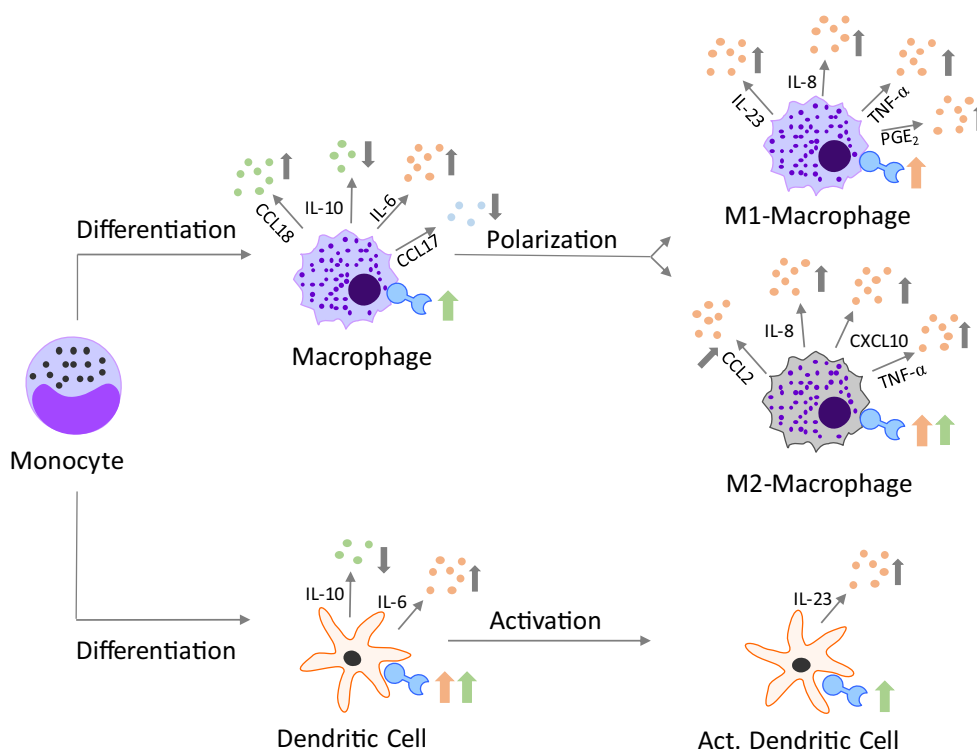 IL-23
IL-8
TNF-α
PGE₂
M1-Macrophage
Differentiation
CCL18
IL-10
IL-6
CCL17
Macrophage
Polarization
CCL2
IL-8
CXCL10
TNF-α
M2-Macrophage
Monocyte
Differentiation
IL-10
IL-6
Dendritic Cell
Activation
IL-23
Act. Dendritic Cell